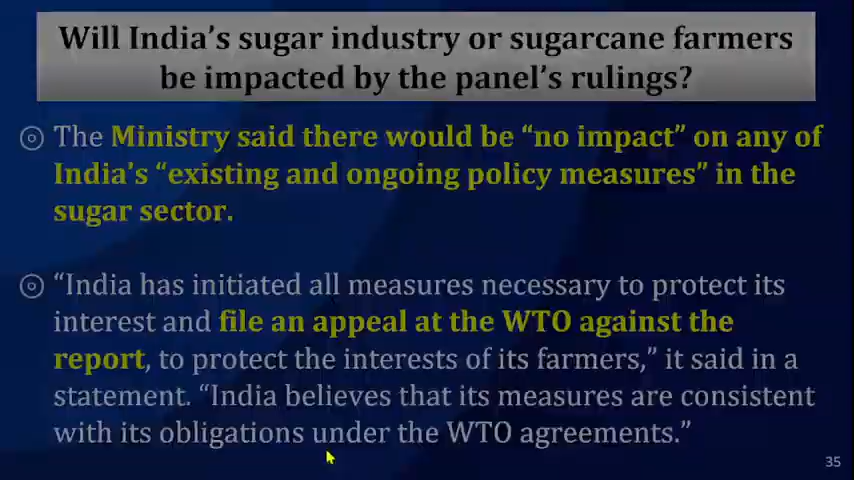 Will India’s sugar industry or sugarcane farmers
be impacted by the panel’s rulings?
The Ministry said there would be “no impact” on any of
India’s “existing and ongoing policy measures” in the
sugar sector.
“India has initiated all measures necessary to protect its
interest and file an appeal at the WTO against the
report, to protect the interests of its farmers,” it said in a
statement. “India believes that its measures are consistent
with its obligations under the WTO agreements.”
35